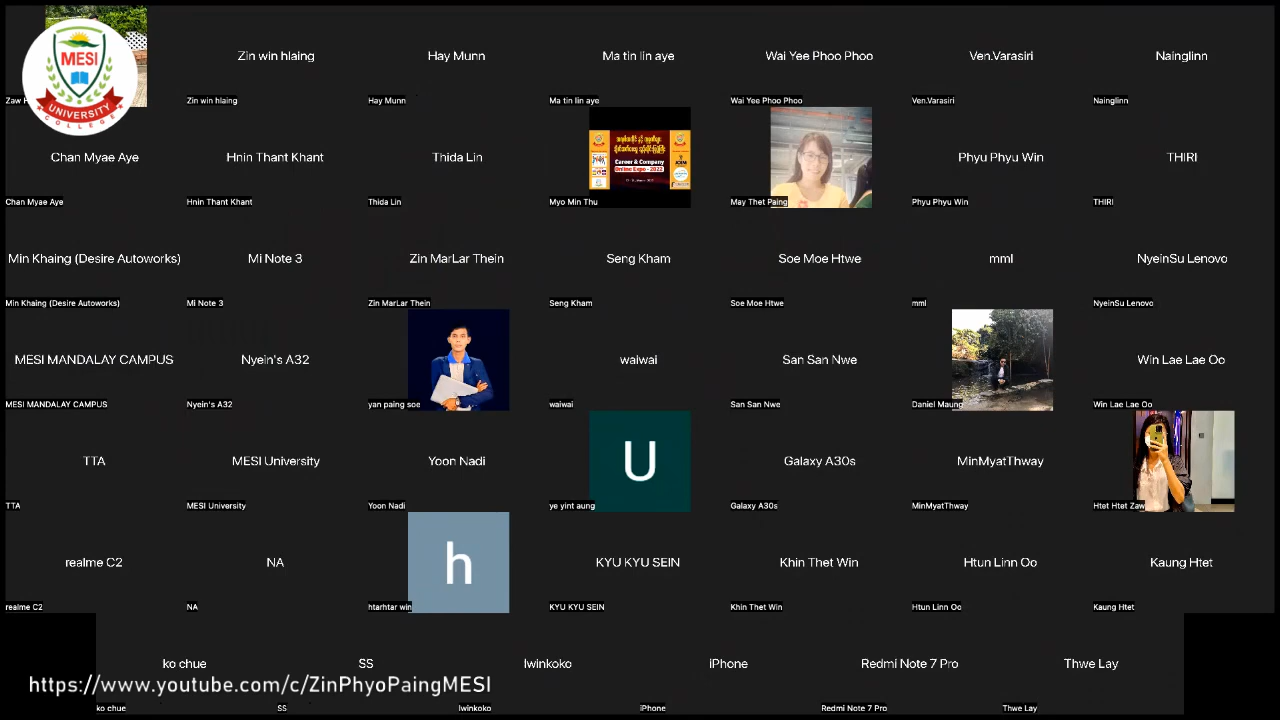 MESI
UNIVERSITY
COLLEGE
Zin win hlaing
Hay Munn
Ma tin lin aye
Wai Yee Phoo Phoo
Ven.Varasiri
Nainglinn
Zaw H
Zin win hlaing
Hay Munn
Ma tin lin aye
Wai Yee Phoo Phoo
Ven.Varasiri
Nainglinn
Chan Myae Aye
Hnin Thant Khant
Thida Lin
Career & Company
Online Expo - 2022
Phyu Phyu Win
THIRI
Chan Myae Aye
Hnin Thant Khant
Thida Lin
Myo Min Thu
May Thet Paing
Phyu Phyu Win
THIRI
Min Khaing (Desire Autoworks)
Mi Note 3
Zin MarLar Thein
Seng Kham
Soe Moe Htwe
mml
NyeinSu Lenovo
Min Khaing (Desire Autoworks)
Mi Note 3
Zin MarLar Thein
Seng Kham
Soe Moe Htwe
mml
NyeinSu Lenovo
MESI MANDALAY CAMPUS
Nyein's A32
waiwai
San San Nwe
Win Lae Lae Oo
MESI MANDALAY CAMPUS
Nyein's A32
yan paing soe
waiwai
San San Nwe
Daniel Maung
Win Lae Lae Oo
TTA
MESI University
Yoon Nadi
U
Galaxy A30s
MinMyatThway
TTA
MESI University
Yoon Nadi
ye yint aung
Galaxy A30s
MinMyatThway
Htet Htet Zaw
realme C2
NA
h
KYU KYU SEIN
Khin Thet Win
Htun Linn Oo
Kaung Htet
realme C2
NA
htarhtar win
KYU KYU SEIN
Khin Thet Win
Htun Linn Oo
Kaung Htet
ko chue
SS
lwinkoko
iPhone
Redmi Note 7 Pro
Thwe Lay
https://www.youtube.com/c/ZinPhyoPaingMESI
ko chue
SS
lwinkoko
iPhone
Redmi Note 7 Pro
Thwe Lay